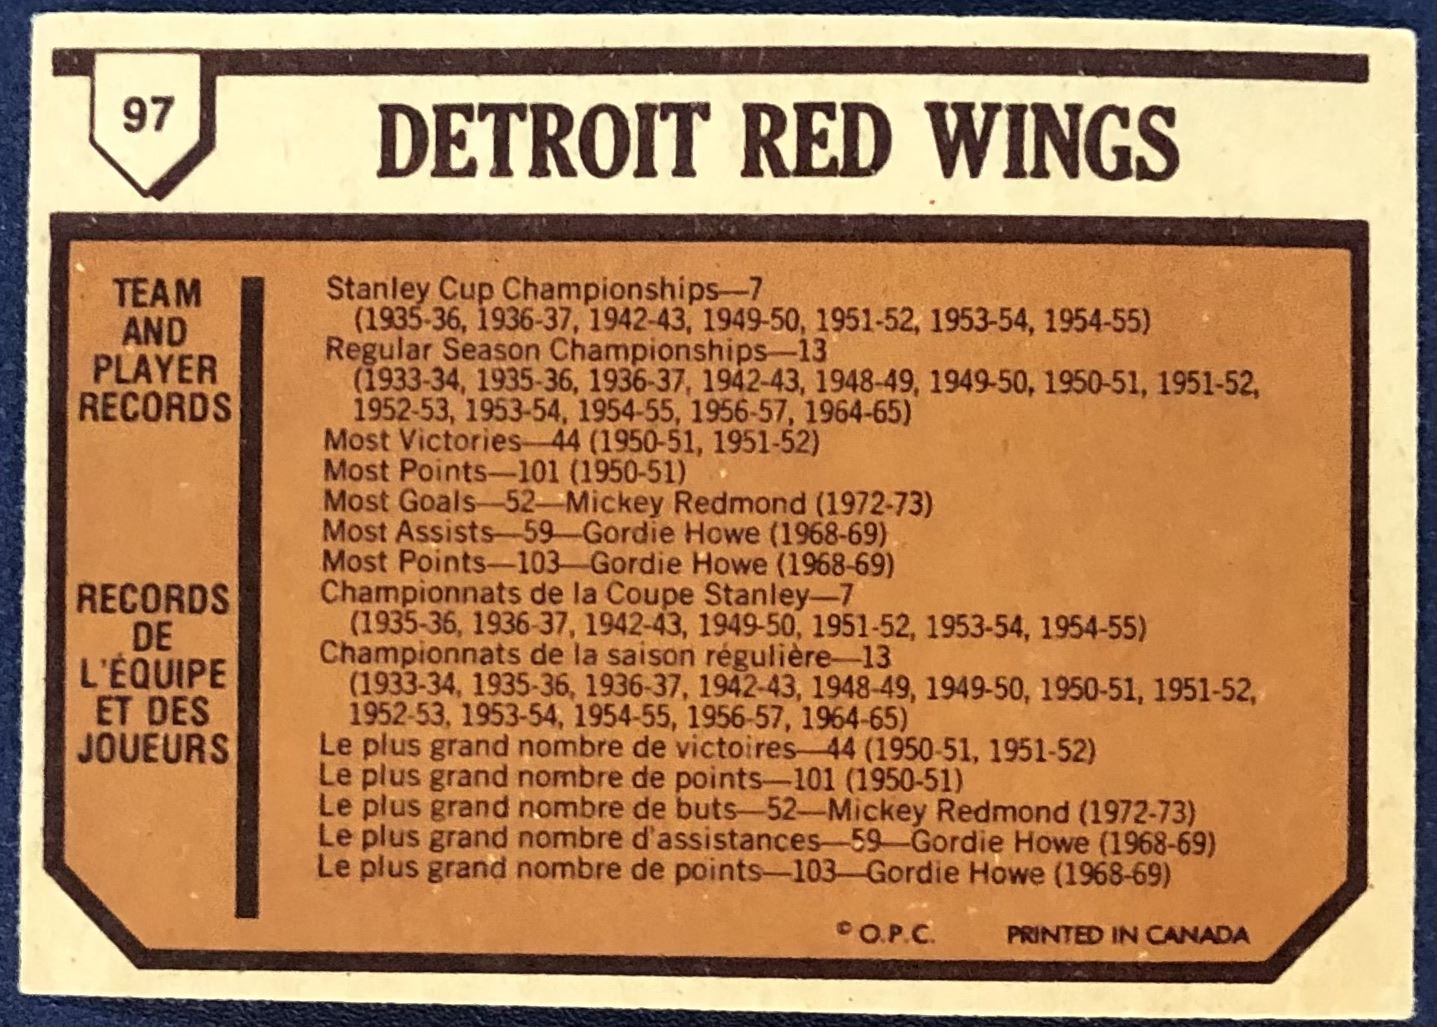 97
DETROIT RED WINGS
TEAM
AND
PLAYER
RECORDS
Stanley Cup Championships—7
(1935-36, 1936-37, 1942-43, 1949-50, 1951-52, 1953-54, 1954-55)
Regular Season Championships—13
(1933-34, 1935-36, 1936-37, 1942-43, 1948-49, 1949-50, 1950-51, 1951-52,
1952-53, 1953-54, 1954-55, 1956-57, 1964-65)
Most Victories—44 (1950-51, 1951-52)
Most Points—101 (1950-51)
Most Goals—52—Mickey Redmond (1972-73)
Most Assists—59—Gordie Howe (1968-69)
Most Points—103—Gordie Howe (1968-69)
RECORDS
DE
L'ÉQUIPE
ET DES
JOUEURS
Championnats de la Coupe Stanley—7
(1935-36, 1936-37, 1942-43, 1949-50, 1951-52, 1953-54, 1954-55)
Championnats de la saison régulière—13
(1933-34, 1935-36, 1936-37, 1942-43, 1948-49, 1949-50, 1950-51, 1951-52,
1952-53, 1953-54, 1954-55, 1956-57, 1964-65)
Le plus grand nombre de victoires—44 (1950-51, 1951-52)
Le plus grand nombre de points—101 (1950-51)
Le plus grand nombre de buts—52—Mickey Redmond (1972-73)
Le plus grand nombre d'assistances—59—Gordie Howe (1968-69)
Le plus grand nombre de points—103—Gordie Howe (1968-69)
© O.P.C. PRINTED IN CANADA